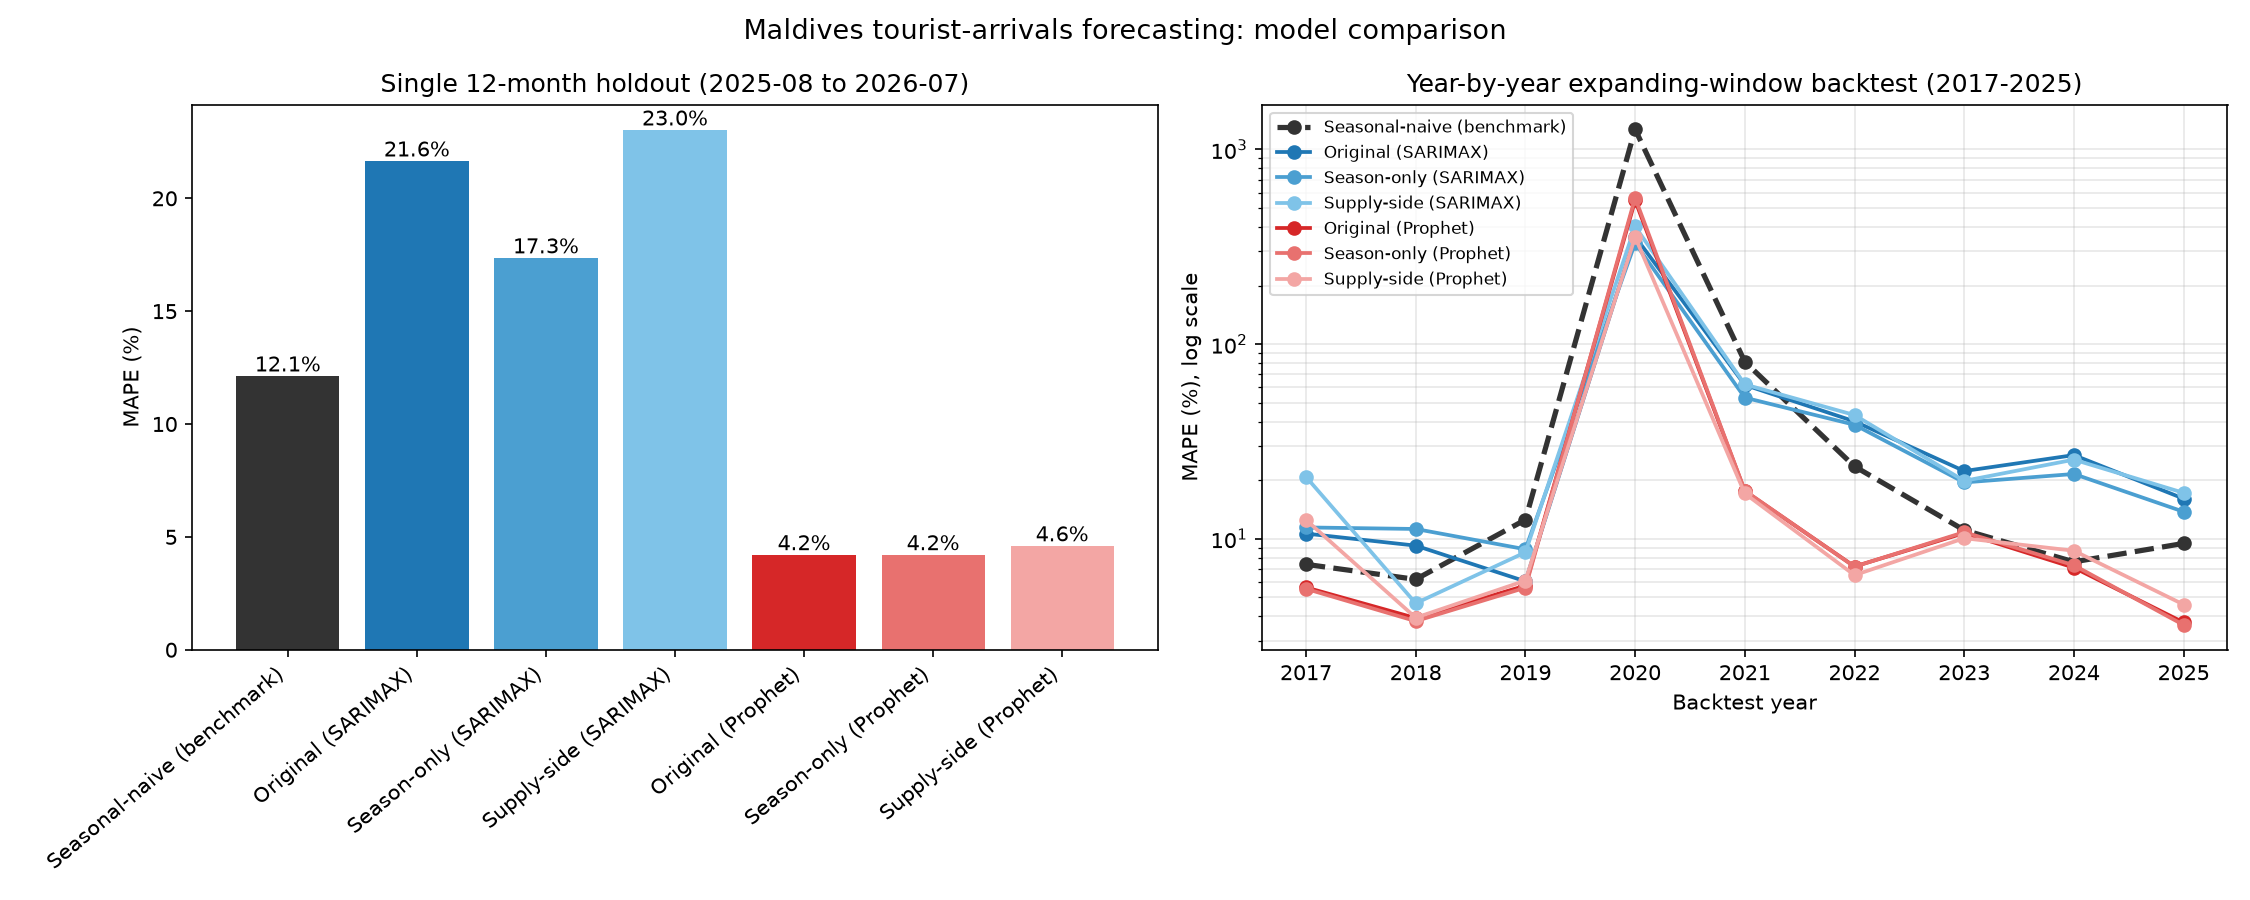 Maldives tourist-arrivals forecasting: model comparison
Single 12-month holdout (2025-08 to 2026-07)
MAPE (%)
20
15
10
5
0
12.1%
21.6%
17.3%
23.0%
4.2%
4.2%
4.6%
Seasonal-naive (benchmark)
Original (SARIMAX)
Season-only (SARIMAX)
Supply-side (SARIMAX)
Original (Prophet)
Season-only (Prophet)
Supply-side (Prophet)
Year-by-year expanding-window backtest (2017-2025)
MAPE (%), log scale
10³
10²
10¹
Seasonal-naive (benchmark)
Original (SARIMAX)
Season-only (SARIMAX)
Supply-side (SARIMAX)
Original (Prophet)
Season-only (Prophet)
Supply-side (Prophet)
2017 2018 2019 2020 2021 2022 2023 2024 2025
Backtest year